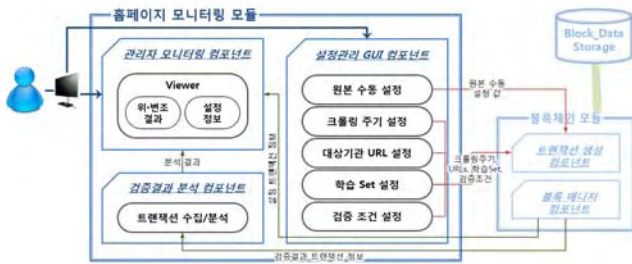 홈페이지 모니터링 모듈
Block_Data
Storage
관리자 모니터링 컴포넌트
Viewer
위·변조
결과
설정
정보
분석 결과
검증결과 분석 컴포넌트
트랜잭션 수집/분석
설정 트랜잭션 정보
설정관리 GUI 컴포넌트
원본 수동 설정
크롤링 주기 설정
대상기관 URL 설정
학습 Set 설정
검증 조건 설정
원본 수동
설정 값
블록체인 모듈
트랜잭션 생성
컴포넌트
크롤링주기,
URLs, 학습Set,
검증조건
블록 매니저
컴포넌트
검증결과 트랜잭션 정보